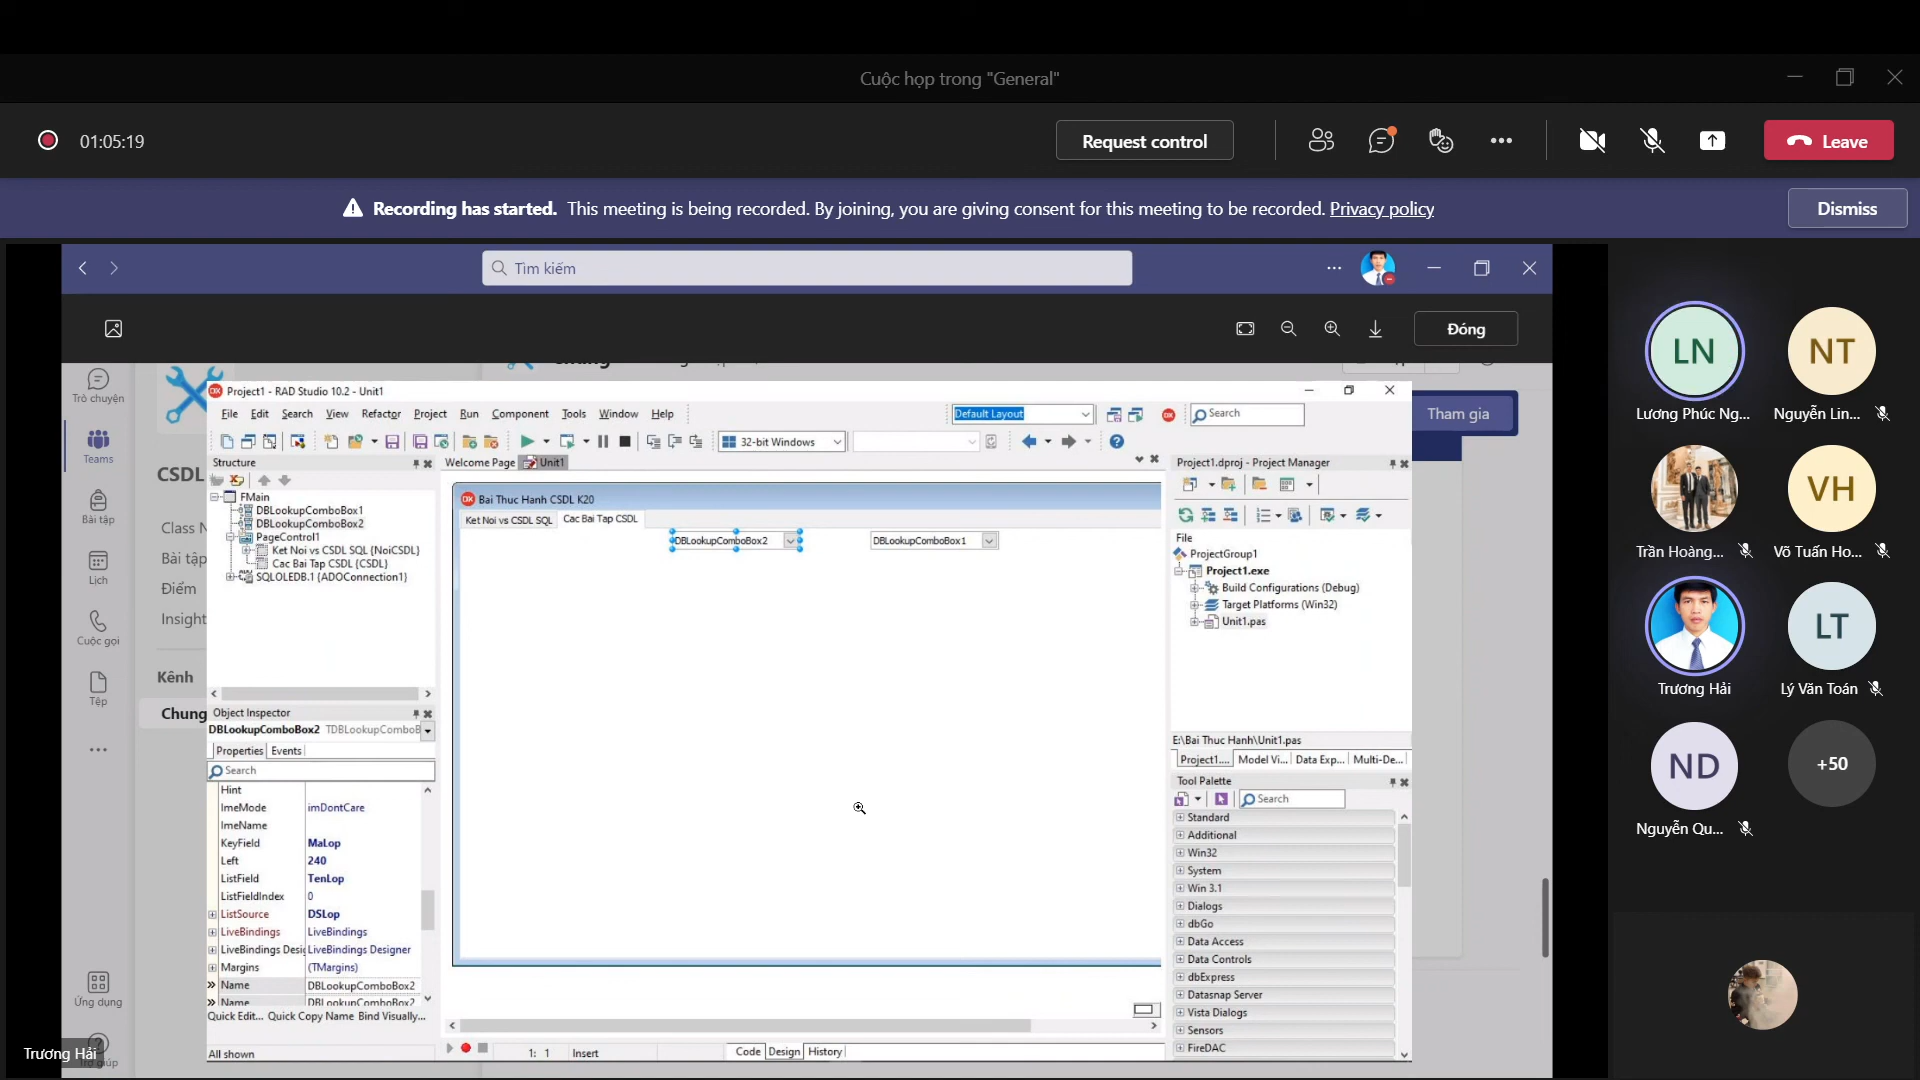 Cuộc họp trong "General"
01:05:19
Request control
Leave
Recording has started. This meeting is being recorded. By joining, you are giving consent for this meeting to be recorded. Privacy policy
Dismiss
Tìm kiếm
Đóng
Trò chuyện
Teams
Bài tập
Lịch
Cuộc gọi
Tệp
Ứng dụng
Trợ giúp
Trương Hải
CSDL
Class N
Bài tập
Điểm
Insight
Kênh
Chung
Tham gia
Project1 - RAD Studio 10.2 - Unit1
File Edit Search View Refactor Project Run Component Tools Window Help
Default Layout
Search
32-bit Windows
Structure
FMain
DBLookupComboBox1
DBLookupComboBox2
PageControl1
Ket Noi vs CSDL SQL {NoiCSDL}
Cac Bai Tap CSDL {CSDL}
SQLOLEDB.1 {ADOConnection1}
Welcome Page Unit1
Bai Thuc Hanh CSDL K20
Ket Noi vs CSDL SQL Cac Bai Tap CSDL
DBLookupComboBox2 DBLookupComboBox1
Object Inspector
DBLookupComboBox2 TDBLookupComboB
Properties Events
Search
Hint
ImeMode imDontCare
ImeName
KeyField MaLop
Left 240
ListField TenLop
ListFieldIndex 0
ListSource DSLop
LiveBindings LiveBindings
LiveBindings Desig LiveBindings Designer
Margins (TMargins)
Name DBLookupComboBox2
Name DBLookupComboBox2
Quick Edit... Quick Copy Name Bind Visually...
All shown
1: 1 Insert
Code Design History
Project1.dproj - Project Manager
File
ProjectGroup1
Project1.exe
Build Configurations (Debug)
Target Platforms (Win32)
Unit1.pas
E:\Bai Thuc Hanh\Unit1.pas
Project1.... Model Vi... Data Exp... Multi-De...
Tool Palette
Search
Standard
Additional
Win32
System
Win 3.1
Dialogs
dbGo
Data Access
Data Controls
dbExpress
Datasnap Server
Vista Dialogs
Sensors
FireDAC
LN
Lương Phúc Ng...
NT
Nguyễn Lin...
Trần Hoàng...
VH
Võ Tuấn Ho...
Trương Hải
LT
Lý Văn Toán
ND
Nguyễn Qu...
+50